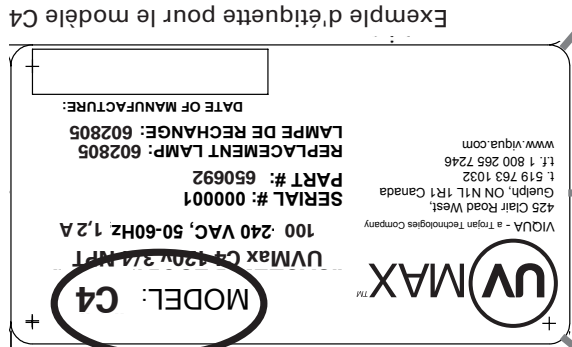 UV MAX™
VIQUA - a Trojan Technologies Company
425 Clair Road West,
Guelph, ON N1L 1R1 Canada
t. 519 763 1032
t.f. 1 800 265 7246
www.viqua.com
MODEL: C4
UVMax C4 120v 3/4 NPT
100 -240 VAC, 50-60Hz 1,2 A
SERIAL #: 000001
PART #: 650692
REPLACEMENT LAMP: 602805
LAMPE DE RECHANGE: 602805
DATE OF MANUFACTURE:
Exemple d'étiquette pour le modèle C4